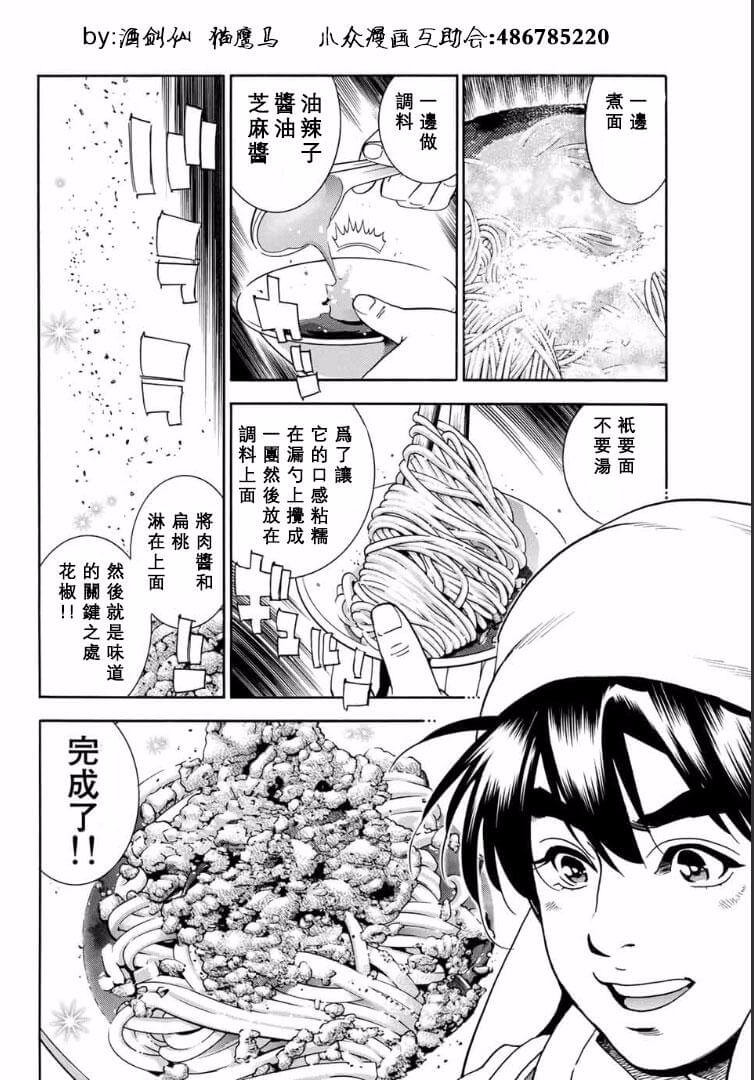 by:酒剑仙 猫鹰马 小众漫画互助会:486785220
一邊
煮面
一邊做
調料
油辣子
醬油
芝麻醬
衹要面
不要湯
爲了讓
它的口感粘糯
在漏勺上攪成
一團然後放在
調料上面
將肉醬和
扁桃
淋在上面
然後就是味道
的關鍵之處
花椒!!
完成了!!